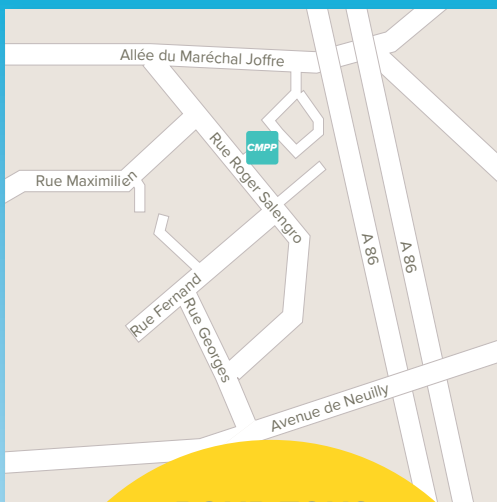 Allée du Maréchal Joffre
CMPP
Rue Roger Salengro
Rue Maximilien
A 86
A 86
Rue Fernand
Rue Georges
Avenue de Neuilly